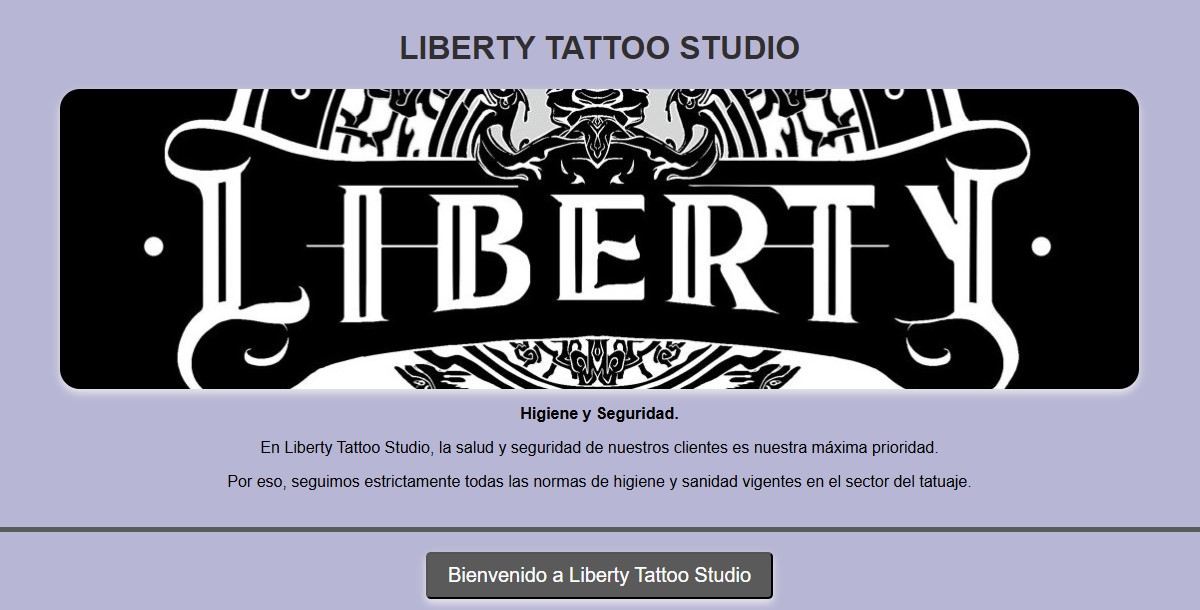 LIBERTY TATTOO STUDIO
LIBERTY
Higiene y Seguridad.
En Liberty Tattoo Studio, la salud y seguridad de nuestros clientes es nuestra máxima prioridad.
Por eso, seguimos estrictamente todas las normas de higiene y sanidad vigentes en el sector del tatuaje.
Bienvenido a Liberty Tattoo Studio